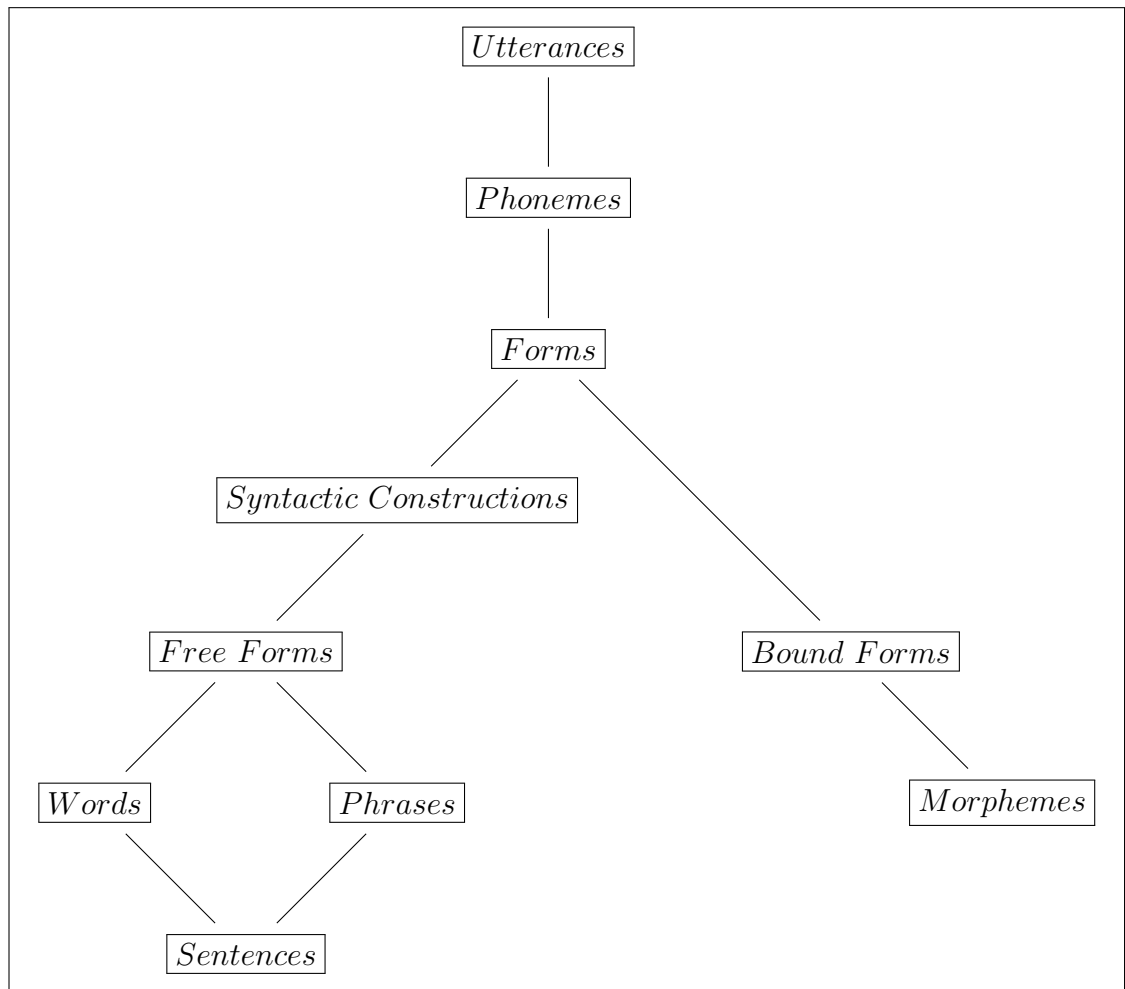 Utterances
Phonemes
Forms
Syntactic Constructions
Free Forms
Bound Forms
Words
Phrases
Morphemes
Sentences